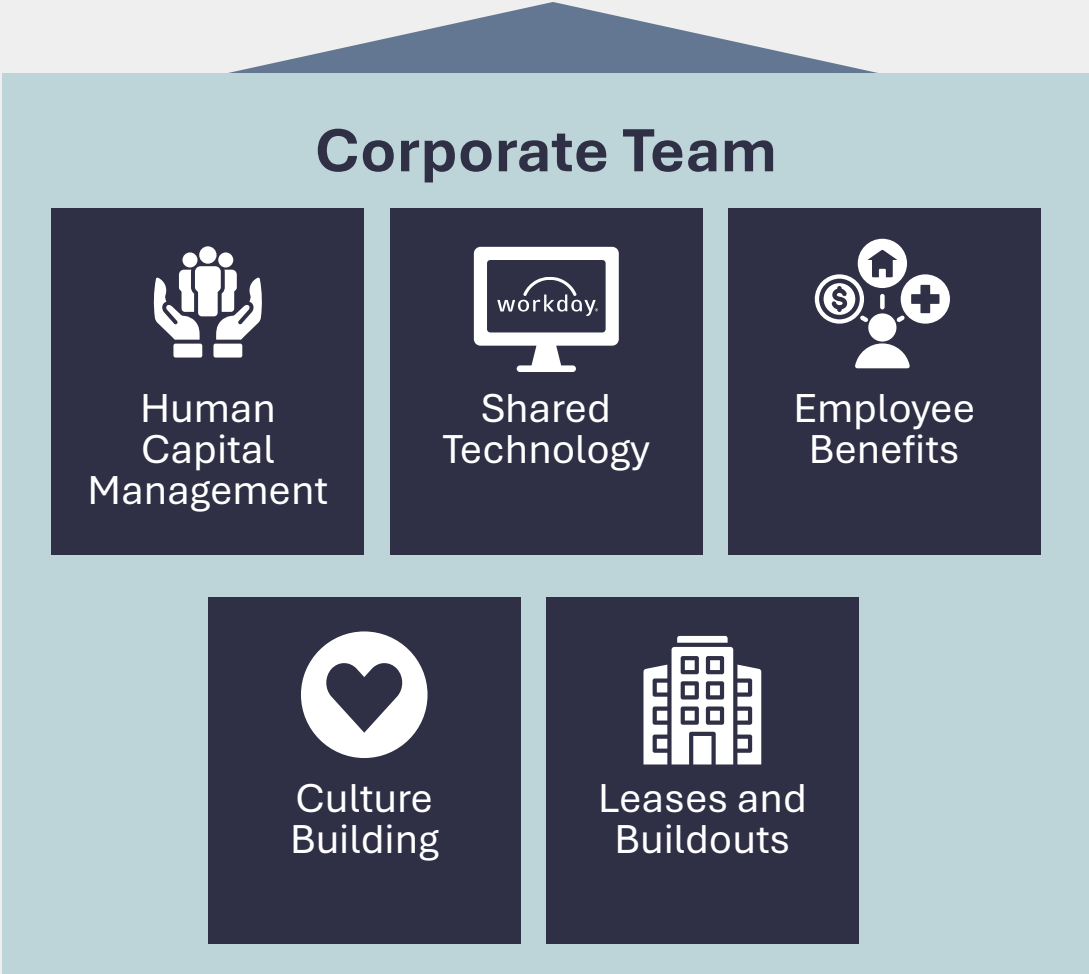 Corporate Team
workday.
Human
Capital
Management
Shared
Technology
$
Employee
Benefits
Culture
Building
Leases and
Buildouts